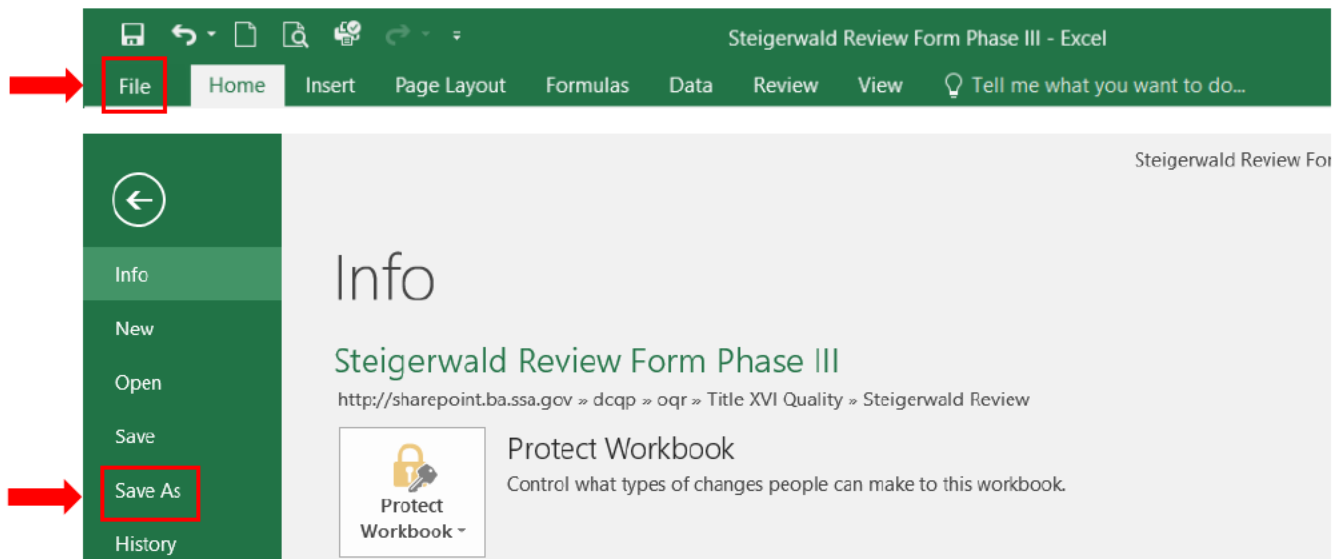 Steigerwald Review Form Phase III - Excel
File Home Insert Page Layout Formulas Data Review View Tell me what you want to do...
Steigerwald Review For
Info
Info
New
Steigerwald Review Form Phase III
Open
http://sharepoint.ba.ssa.gov » dcqp » oqr » Title XVI Quality » Steigerwald Review
Save
Protect Workbook
Control what types of changes people can make to this workbook.
Save As
Protect
Workbook
History